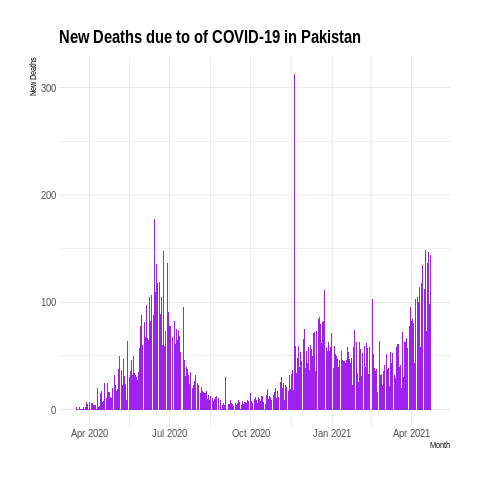 New Deaths due to of COVID-19 in Pakistan
New Deaths
300
200
100
0
Apr 2020 Jul 2020 Oct 2020 Jan 2021 Apr 2021
Month